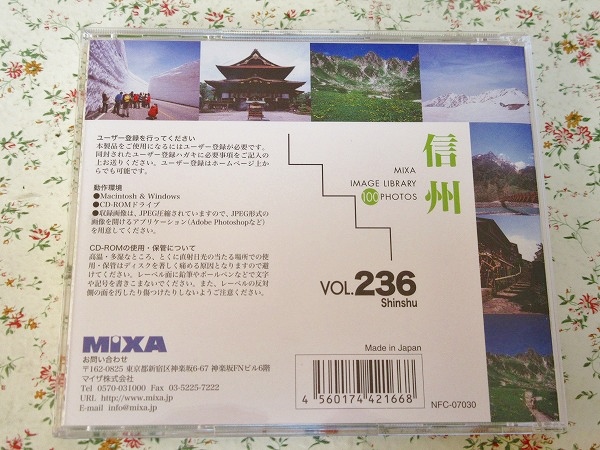 ユーザー登録を行ってください
本製品をご使用になるにはユーザー登録が必要です。
同封されたユーザー登録ハガキに必要事項をご記入の
上お送りください。ユーザー登録はホームページ上か
らでも可能です。
動作環境
●Macintosh & Windows
●CD-ROMドライブ
●収録画像は、JPEG圧縮されていますので、JPEG形式の
画像を開けるアプリケーション(Adobe Photoshopなど)
を用意してください。
CD-ROMの使用・保管について
高温・多湿なところ、とくに直射日光の当たる場所での使
用・保管はディスクを著しく痛める原因となりますので避
けてください。レーベル面に鉛筆やボールペンなどで文字
や記号を書きこまないでください。また、レーベルの反対
側の面を汚したり傷つけたりしないようご注意ください。
信州
MIXA
IMAGE LIBRARY
100 PHOTOS
VOL.236
Shinshu
MIXA
お問い合わせ
〒162-0825 東京都新宿区神楽坂6-67 神楽坂FNビル6階
マイザ株式会社
Tel 0570-031000 Fax 03-5225-7222
URL http://www.mixa.jp
E-mail info@mixa.jp
Made in Japan
4 560174 421668
NFC-07030